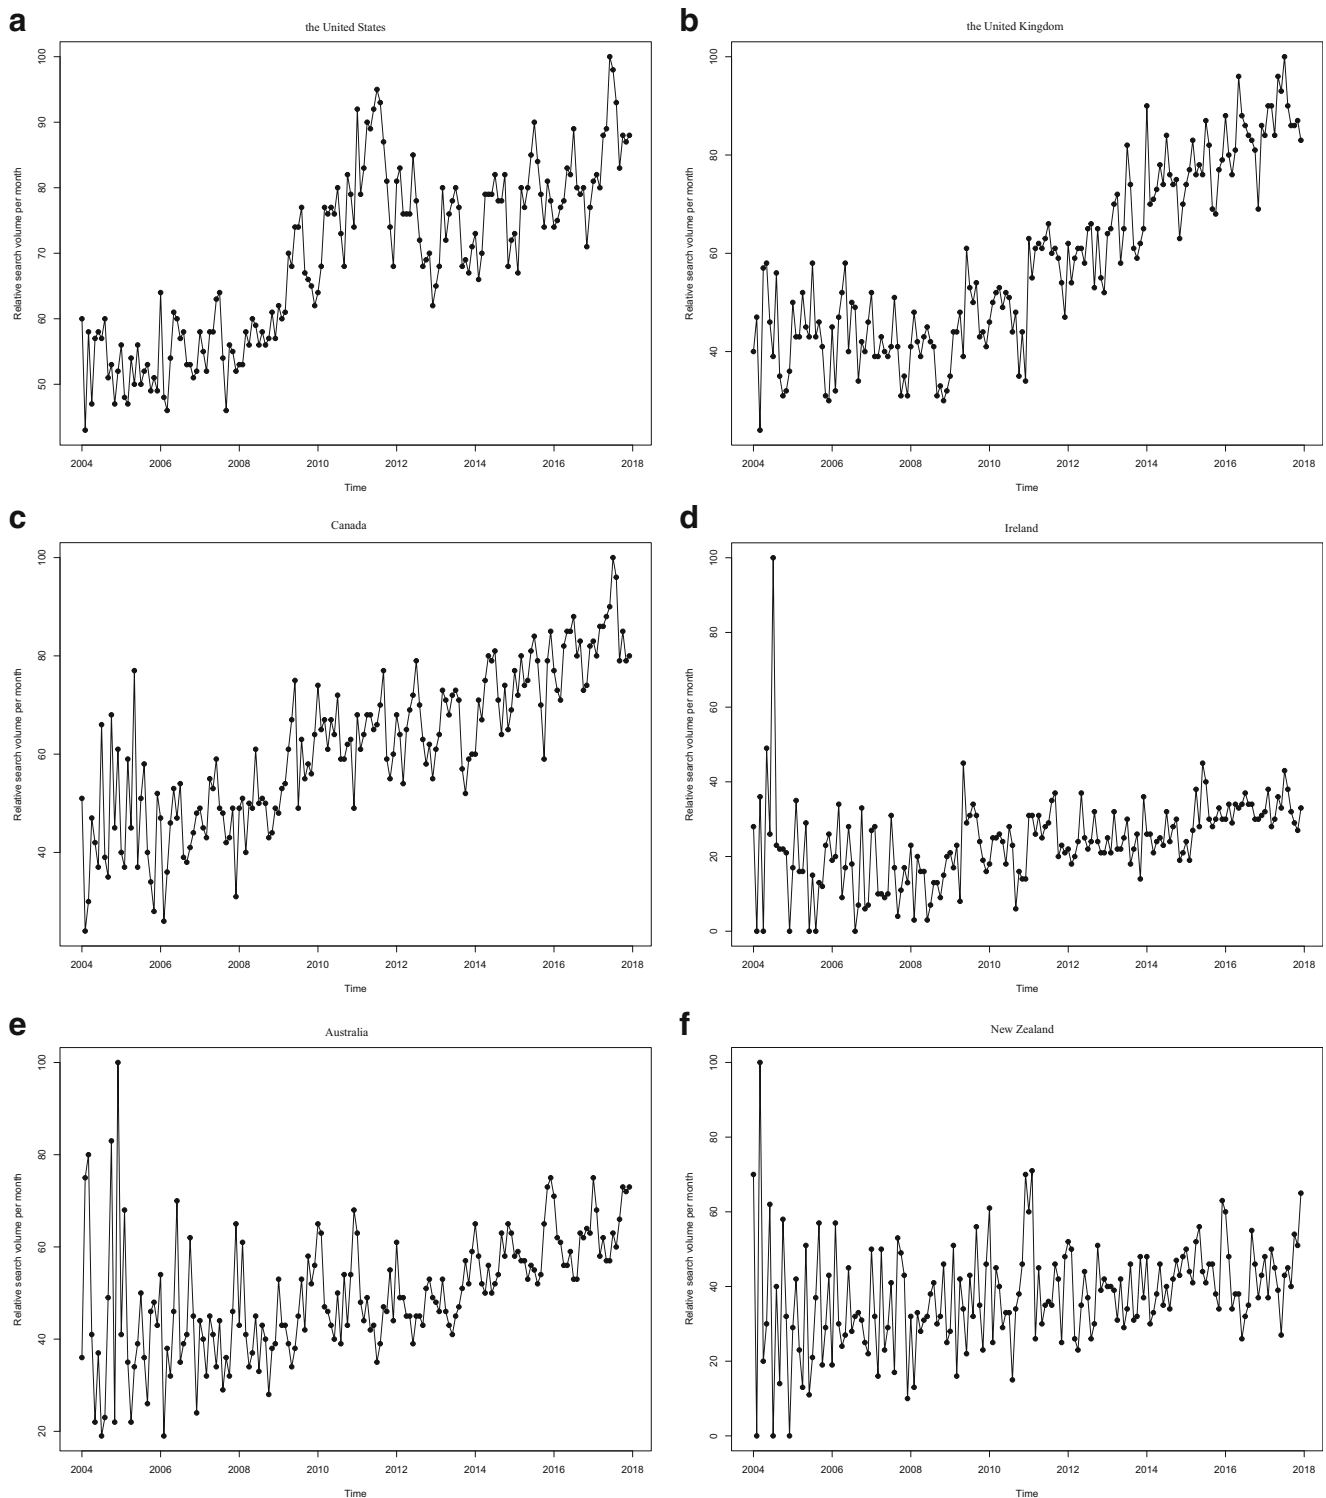 a
the United States
Relative search volume per month
100
90
80
70
60
50
2004 2006 2008 2010 2012 2014 2016 2018
Time
b
the United Kingdom
Relative search volume per month
100
80
60
40
2004 2006 2008 2010 2012 2014 2016 2018
Time
c
Canada
Relative search volume per month
100
80
60
40
2004 2006 2008 2010 2012 2014 2016 2018
Time
d
Ireland
Relative search volume per month
100
80
60
40
20
0
2004 2006 2008 2010 2012 2014 2016 2018
Time
e
Australia
Relative search volume per month
100
80
60
40
20
2004 2006 2008 2010 2012 2014 2016 2018
Time
f
New Zealand
Relative search volume per month
100
80
60
40
20
0
2004 2006 2008 2010 2012 2014 2016 2018
Time